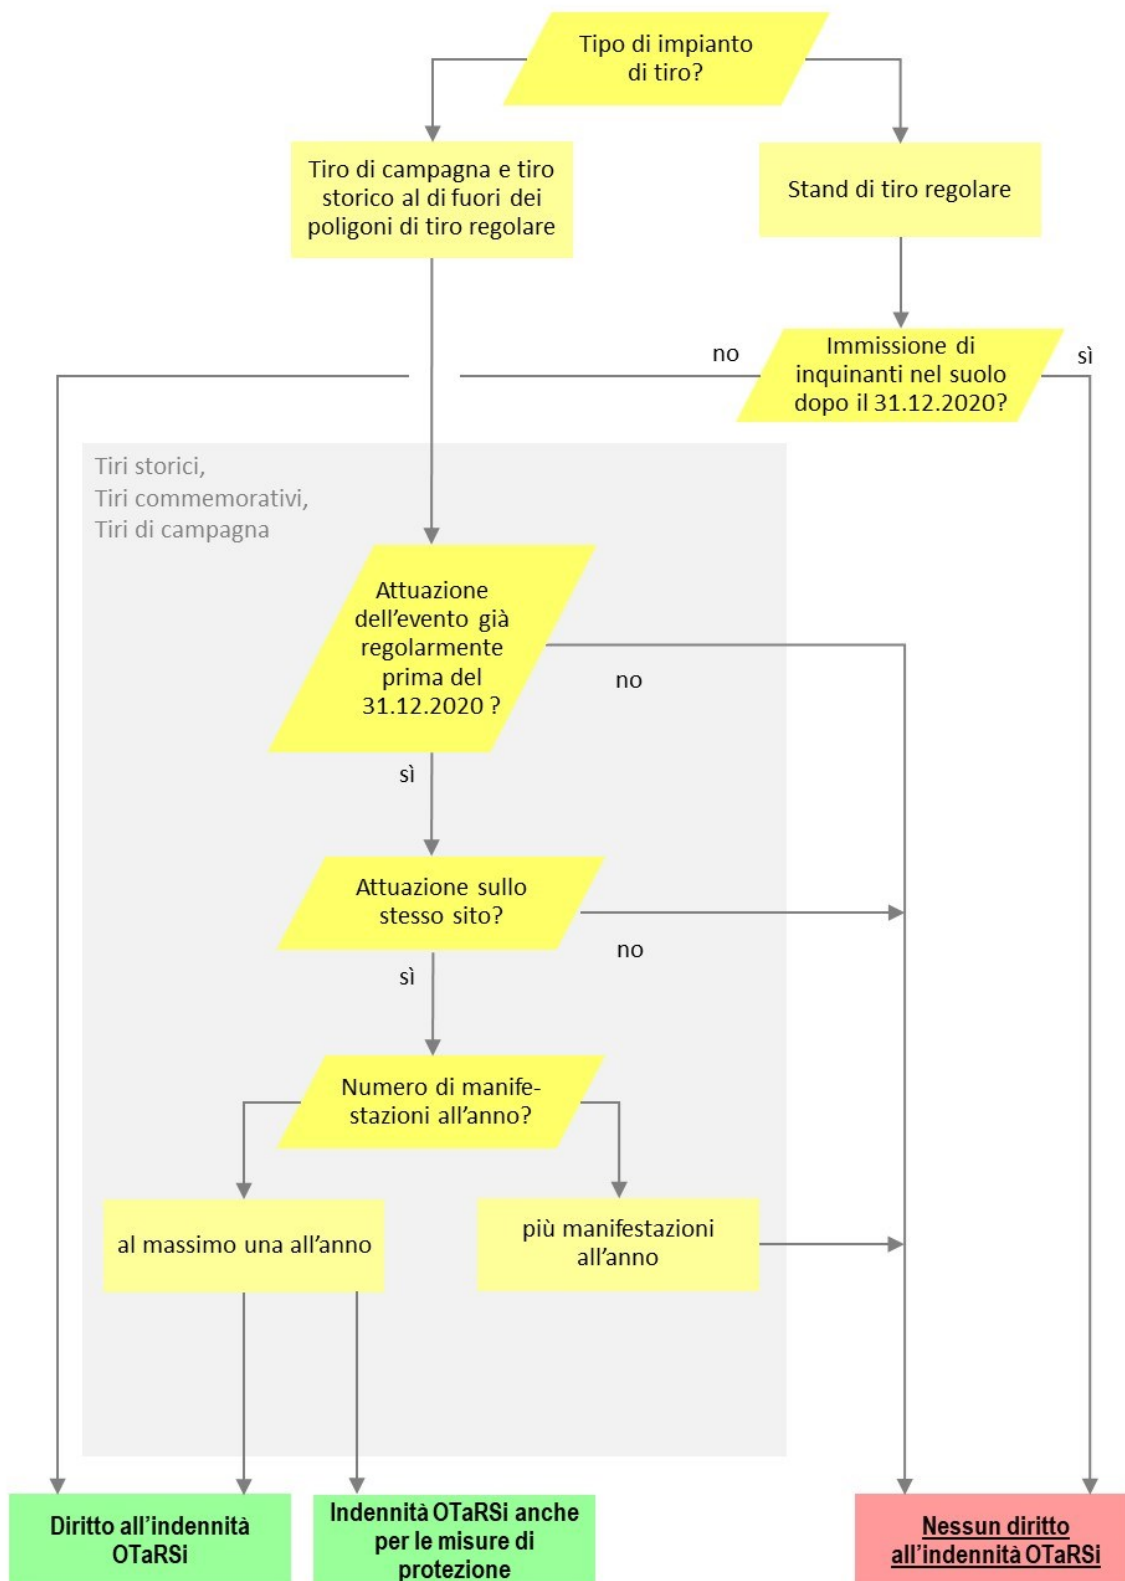 Tipo di impianto
di tiro?
Tiro di campagna e tiro
storico al di fuori dei
poligoni di tiro regolare
Stand di tiro regolare
Immissione di
inquinanti nel suolo
dopo il 31.12.2020?
no
sì
Tiri storici,
Tiri commemorativi,
Tiri di campagna
Attuazione
dell’evento già
regolarmente
prima del
31.12.2020 ?
no
sì
Attuazione sullo
stesso sito?
no
sì
Numero di manife-
stazioni all’anno?
al massimo una all’anno
più manifestazioni
all’anno
Diritto all’indennità
OTaRSi
Indennità OTaRSi anche
per le misure di
protezione
Nessun diritto
all’indennità OTaRSi